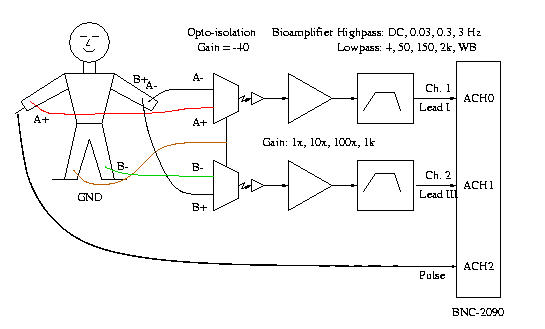 Opto-isolation
Gain = -40
Bioamplifier Highpass: DC, 0.03, 0.3, 3 Hz
Lowpass: 4, 50, 150, 2k, WB
B+
A-
A-
A+
A+
Ch. 1
Lead I
ACH0
Gain: 1x, 10x, 100x, 1k
B-
B-
B+
GND
Ch. 2
Lead III
ACH1
Pulse
ACH2
BNC-2090